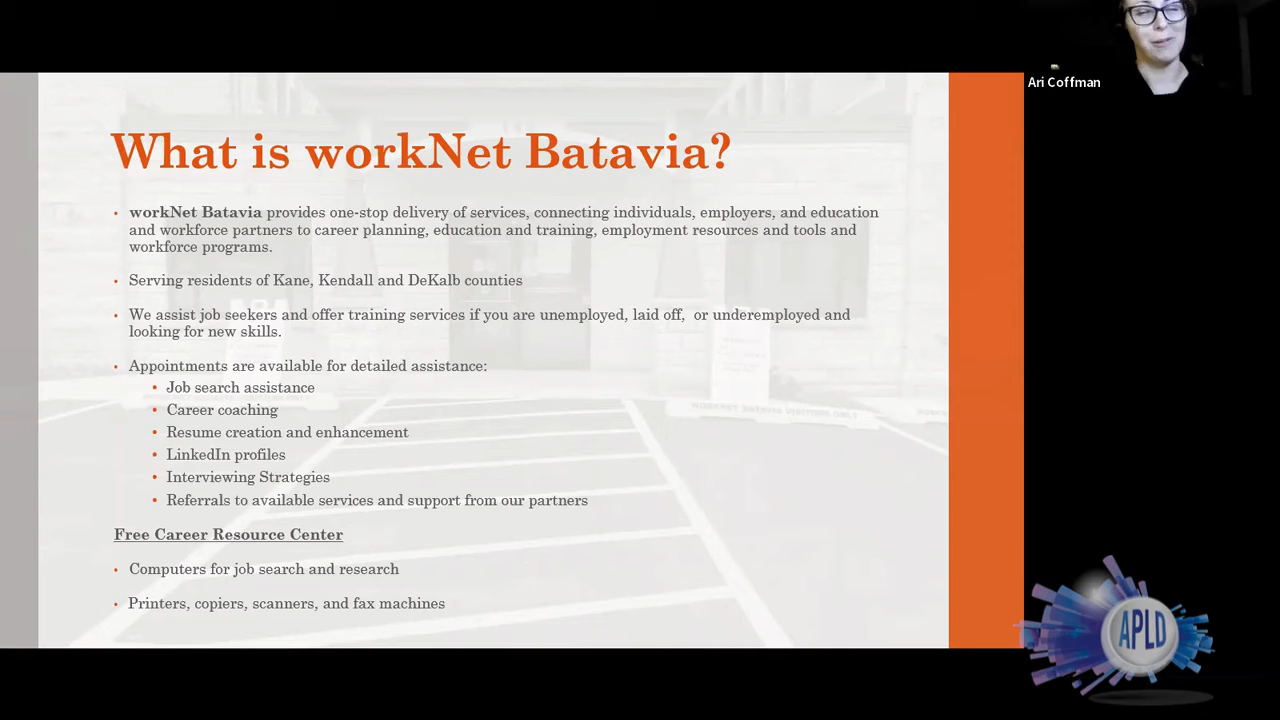 What is workNet Batavia?
workNet Batavia provides one-stop delivery of services, connecting individuals, employers, and education
and workforce partners to career planning, education and training, employment resources and tools and
workforce programs.
Serving residents of Kane, Kendall and DeKalb counties
We assist job seekers and offer training services if you are unemployed, laid off, or underemployed and
looking for new skills.
Appointments are available for detailed assistance:
Job search assistance
Career coaching
Resume creation and enhancement
LinkedIn profiles
Interviewing Strategies
Referrals to available services and support from our partners
Free Career Resource Center
Computers for job search and research
Printers, copiers, scanners, and fax machines
Ari Coffman
APLD